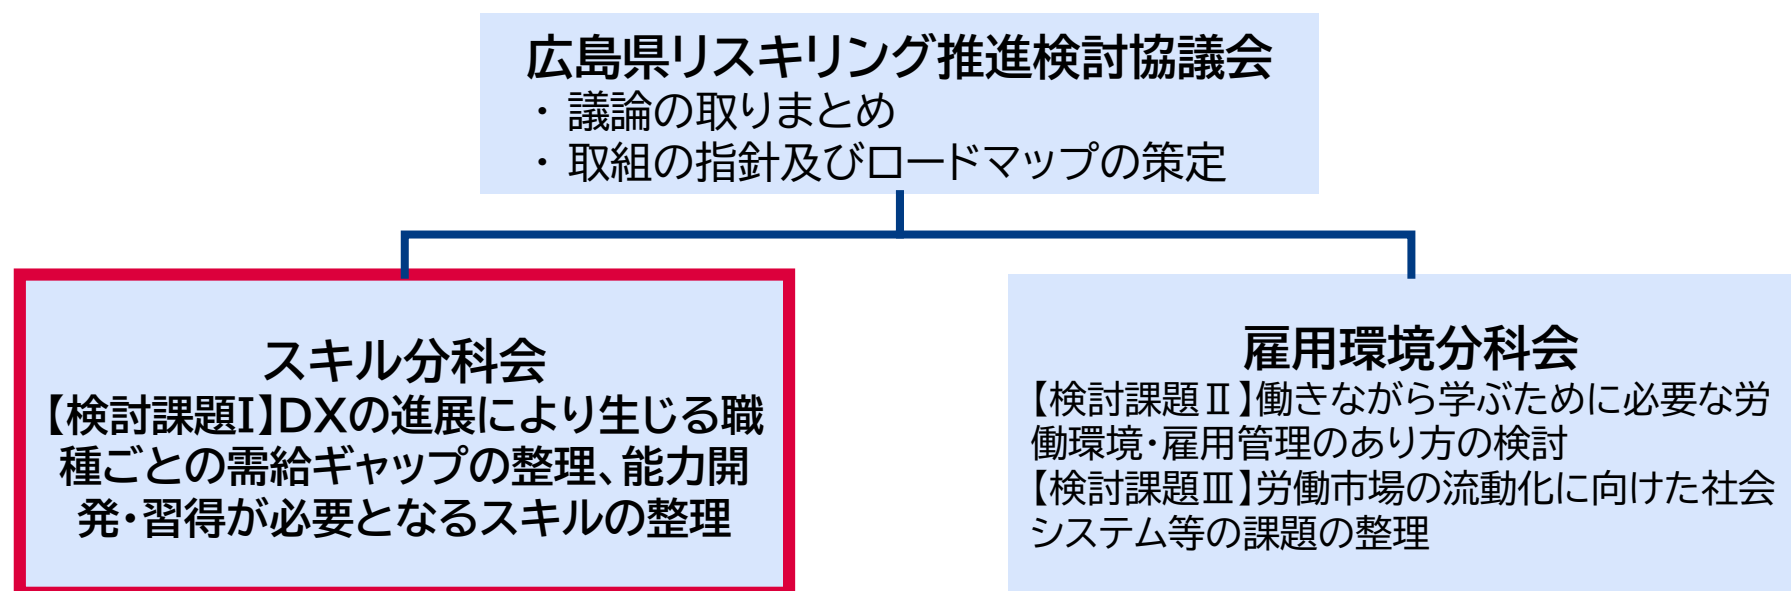 広島県リスキリング推進検討協議会
・ 議論の取りまとめ
・ 取組の指針及びロードマップの策定
スキル分科会
【検討課題Ⅰ】DXの進展により生じる職
種ごとの需給ギャップの整理、能力開
発・習得が必要となるスキルの整理
雇用環境分科会
【検討課題Ⅱ】働きながら学ぶために必要な労
働環境・雇用管理のあり方の検討
【検討課題Ⅲ】労働市場の流動化に向けた社会
システム等の課題の整理